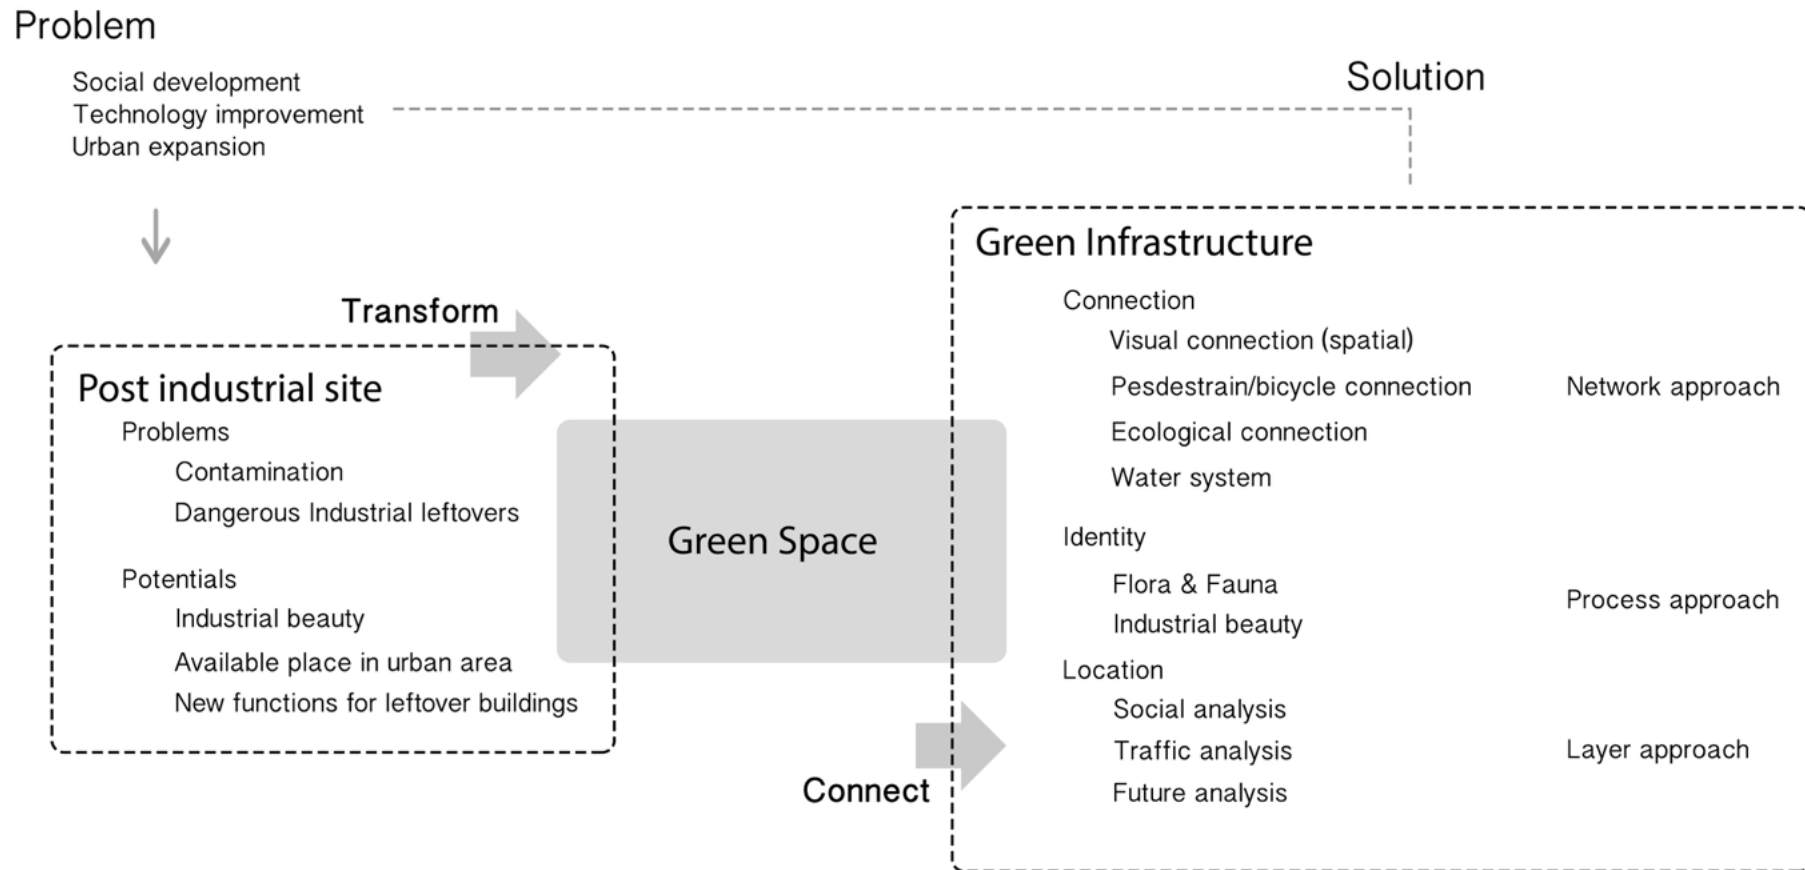 Problem
Social development
Technology improvement
Urban expansion
Solution
Transform
Post industrial site
Problems
Contamination
Dangerous Industrial leftovers
Potentials
Industrial beauty
Available place in urban area
New functions for leftover buildings
Green Space
Connect
Green Infrastructure
Connection
Visual connection (spatial)
Pesdestrain/bicycle connection
Network approach
Ecological connection
Water system
Identity
Flora & Fauna
Process approach
Industrial beauty
Location
Social analysis
Traffic analysis
Layer approach
Future analysis